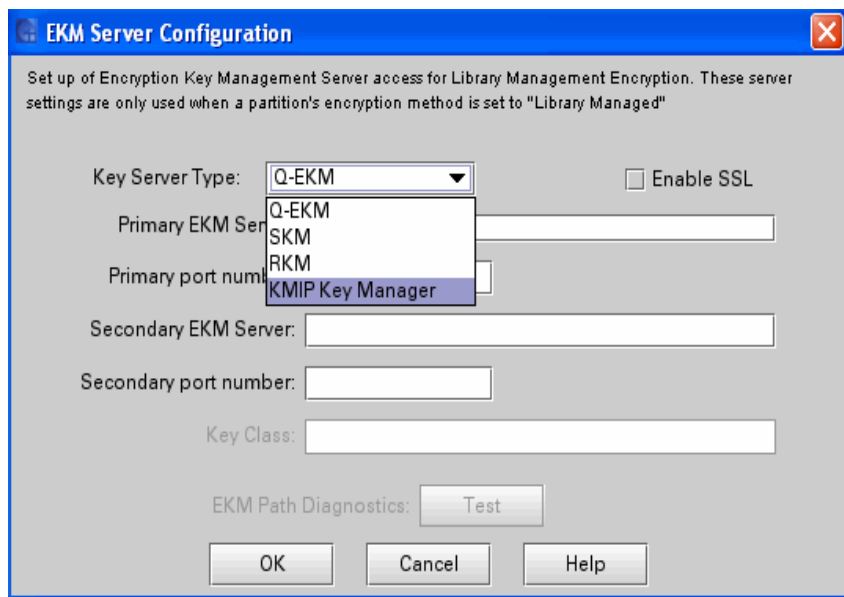 EKM Server Configuration
Set up of Encryption Key Management Server access for Library Management Encryption. These server
settings are only used when a partition's encryption method is set to "Library Managed"
Key Server Type: Q-EKM Enable SSL
Q-EKM
Primary EKM Ser
SKM
RKM
Primary port num
KMIP Key Manager
Secondary EKM Server:
Secondary port number:
Key Class:
EKM Path Diagnostics: Test
OK Cancel Help